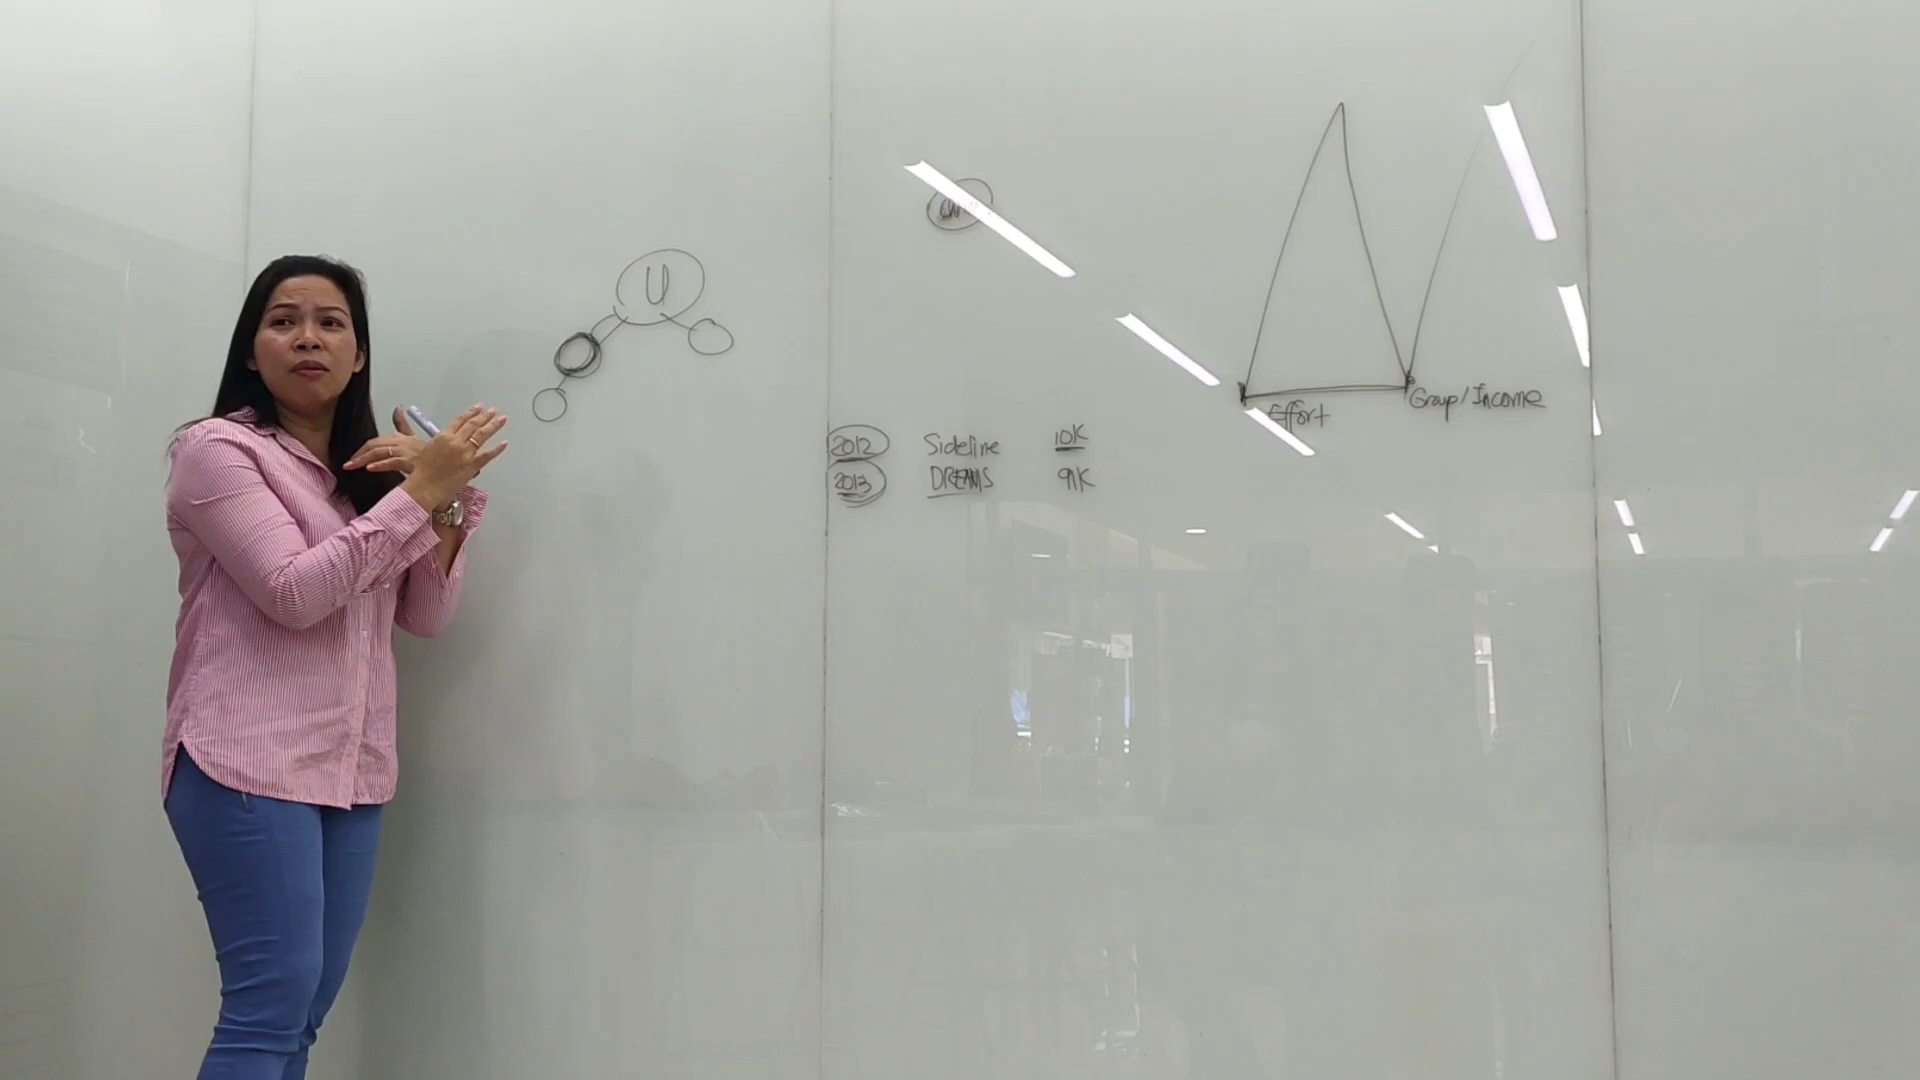 U
2012 Sideline 10K
2013 DREAMS 9K
Effort
Group/Income